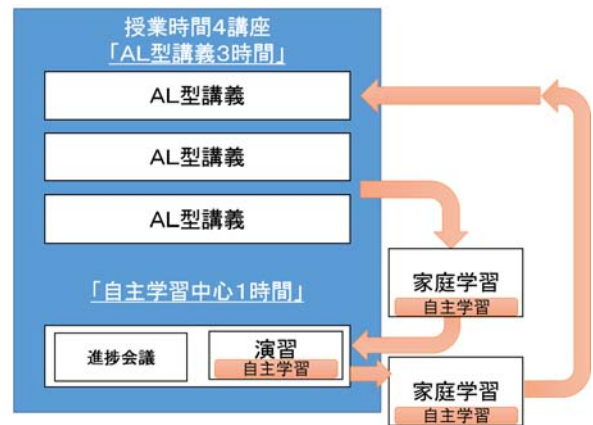 授業時間4講座
「AL型講義3時間」
AL型講義
AL型講義
AL型講義
家庭学習
自主学習
「自主学習中心1時間」
進捗会議
演習
自主学習
家庭学習
自主学習